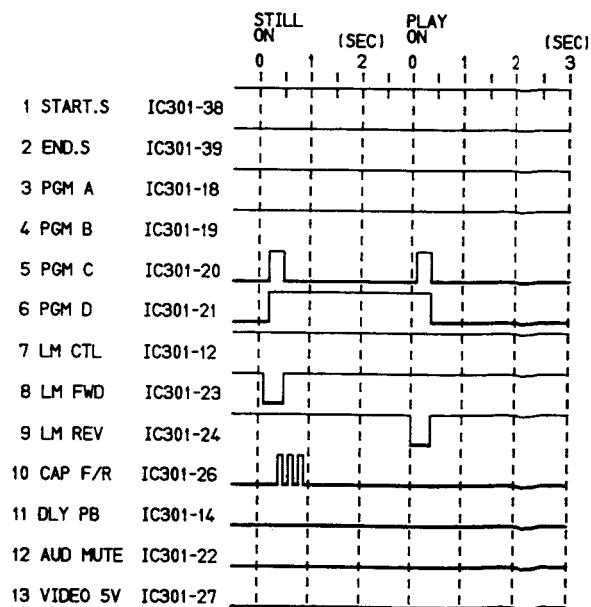 STILL PLAY
ON (SEC) ON (SEC)
0 1 2 0 1 2 3
1 START.S IC301-38
2 END.S IC301-39
3 PGM A IC301-18
4 PGM B IC301-19
5 PGM C IC301-20
6 PGM D IC301-21
7 LM CTL IC301-12
8 LM FWD IC301-23
9 LM REV IC301-24
10 CAP F/R IC301-26
11 DLY PB IC301-14
12 AUD MUTE IC301-22
13 VIDEO 5V IC301-27